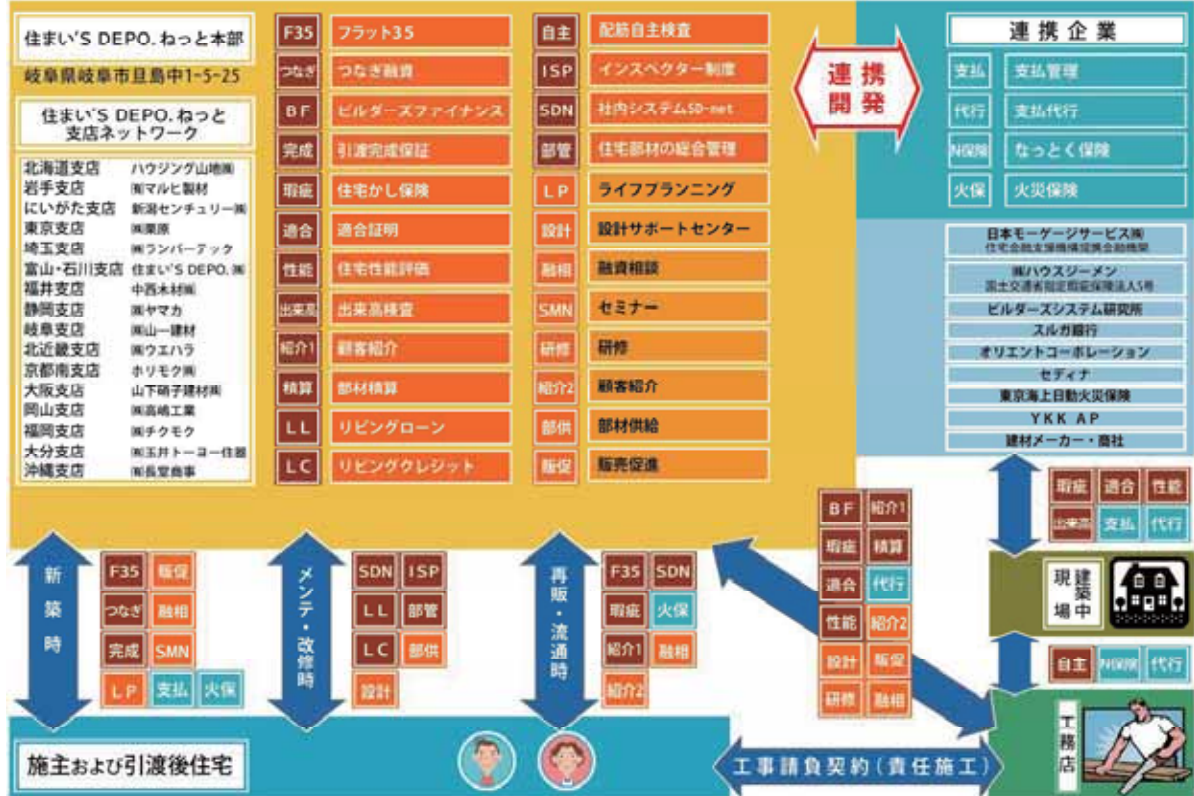 住まい'S DEPO.ねっと本部
岐阜県岐阜市旦島中1-5-25
住まい'S DEPO.ねっと
支店ネットワーク
北海道支店 ハウジング山地㈱
岩手支店 ㈲マルヒ製材
にいがた支店 新潟センチュリー㈱
東京支店 ㈱栗原
埼玉支店 ㈱ランバーテック
富山・石川支店 住まい'S DEPO.㈱
福井支店 中西木材㈱
静岡支店 ㈱ヤマカ
岐阜支店 ㈱山一建材
北近畿支店 ㈱ウエハラ
京都南支店 ホリモク㈱
大阪支店 山下硝子建材㈱
岡山支店 ㈱高嶋工業
福岡支店 ㈱チクモク
大分支店 ㈲玉井トーヨー住器
沖縄支店 ㈲長堂商事
F35 フラット35
つなぎ つなぎ融資
BF ビルダーズファイナンス
完成 引渡完成保証
瑕疵 住宅かし保険
適合 適合証明
性能 住宅性能評価
出来高 出来高検査
紹介1 顧客紹介
積算 部材積算
LL リビングローン
LC リビングクレジット
自主 配筋自主検査
ISP インスペクター制度
SDN 社内システムSD-net
部管 住宅部材の総合管理
LP ライフプランニング
設計 設計サポートセンター
融相 融資相談
SMN セミナー
研修 研修
紹介2 顧客紹介
部供 部材供給
販促 販売促進
連携
開発
連携企業
支払 支払管理
代行 支払代行
N保険 なっとく保険
火保 火災保険
日本モーゲージサービス㈱
住宅金融支援機構提携金融機関
㈱ハウスジーメン
国土交通省指定瑕疵保険法人5号
ビルダーズシステム研究所
スルガ銀行
オリエントコーポレーション
セディナ
東京海上日動火災保険
YKK AP
建材メーカー・商社
新築時
F35 販促
つなぎ 融相
完成 SMN
LP 支払 火保
メンテ・改修時
SDN ISP
LL 部管
LC 部供
設計
再販・流通時
F35 SDN
瑕疵 火保
紹介1 融相
紹介2
BF 紹介1
瑕疵 積算
適合 代行
性能 紹介2
設計 販促
研修 融相
瑕疵 適合 性能
出来高 支払 代行
建築中
現場
自主 N保険 代行
工務店
施主および引渡後住宅
工事請負契約(責任施工)